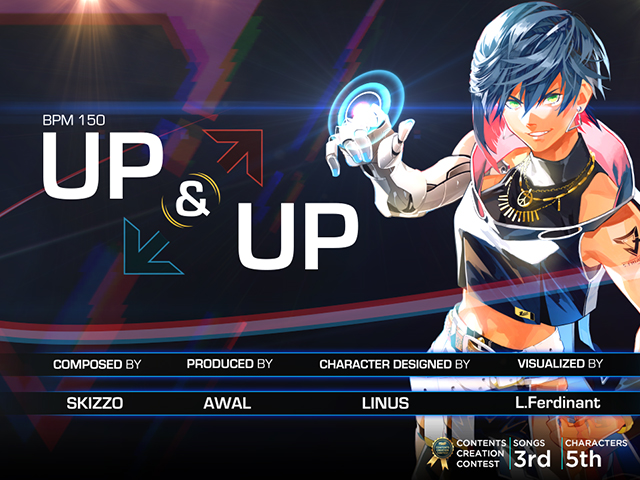 BPM 150
UP
&
UP
COMPOSED BY PRODUCED BY CHARACTER DESIGNED BY VISUALIZED BY
SKIZZO AWAL LINUS L.Ferdinant
CONTENTS CREATION CONTEST
SONGS 3rd
CHARACTERS 5th